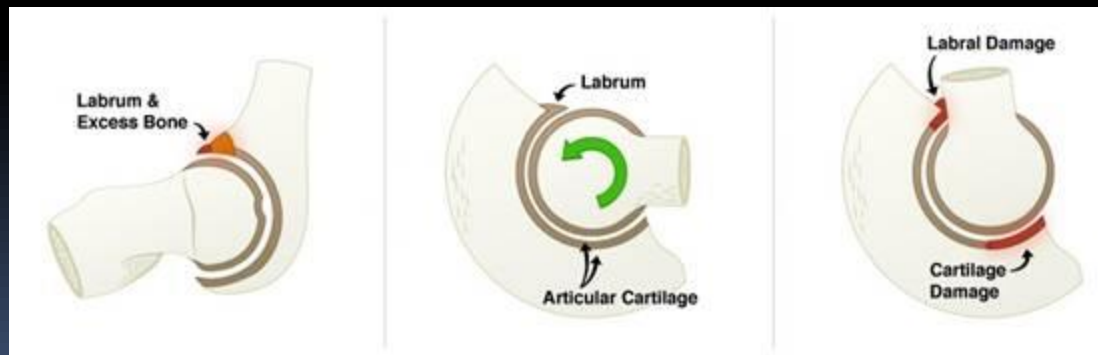 Labrum &
Excess Bone
Labrum
Articular Cartilage
Labral Damage
Cartilage
Damage